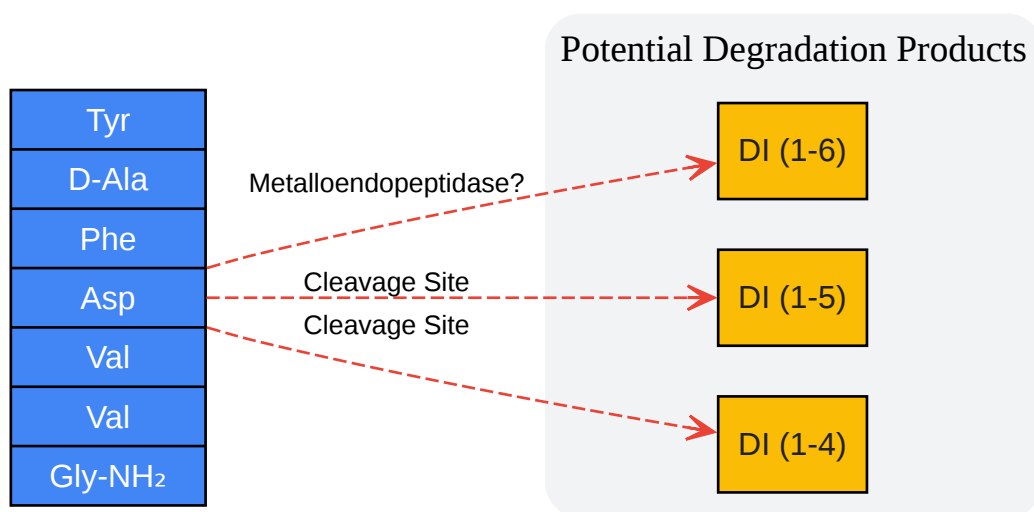 Potential Degradation Products
Tyr
D-Ala
Phe
Asp
Val
Val
Gly-NH₂
Metalloendopeptidase?
Cleavage Site
Cleavage Site
DI (1-6)
DI (1-5)
DI (1-4)